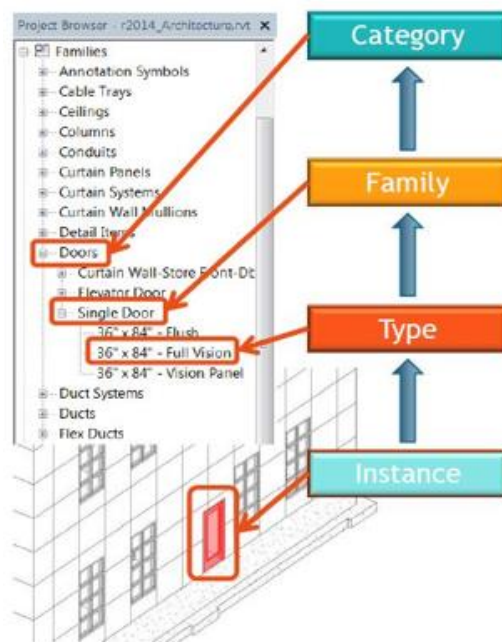 Project Browser - r2014_Architecture.rvt
Category
Families
Annotation Symbols
Cable Trays
Ceilings
Columns
Conduits
Curtain Panels
Family
Curtain Systems
Curtain Wall Mullions
Detail Items
Doors
Curtain Wall-Store Front-Db
Elevator Door
Single Door
36" x 84" - Flush
Type
36" x 84" - Full Vision
36" x 84" - Vision Panel
Duct Systems
Ducts
Flex Ducts
Instance